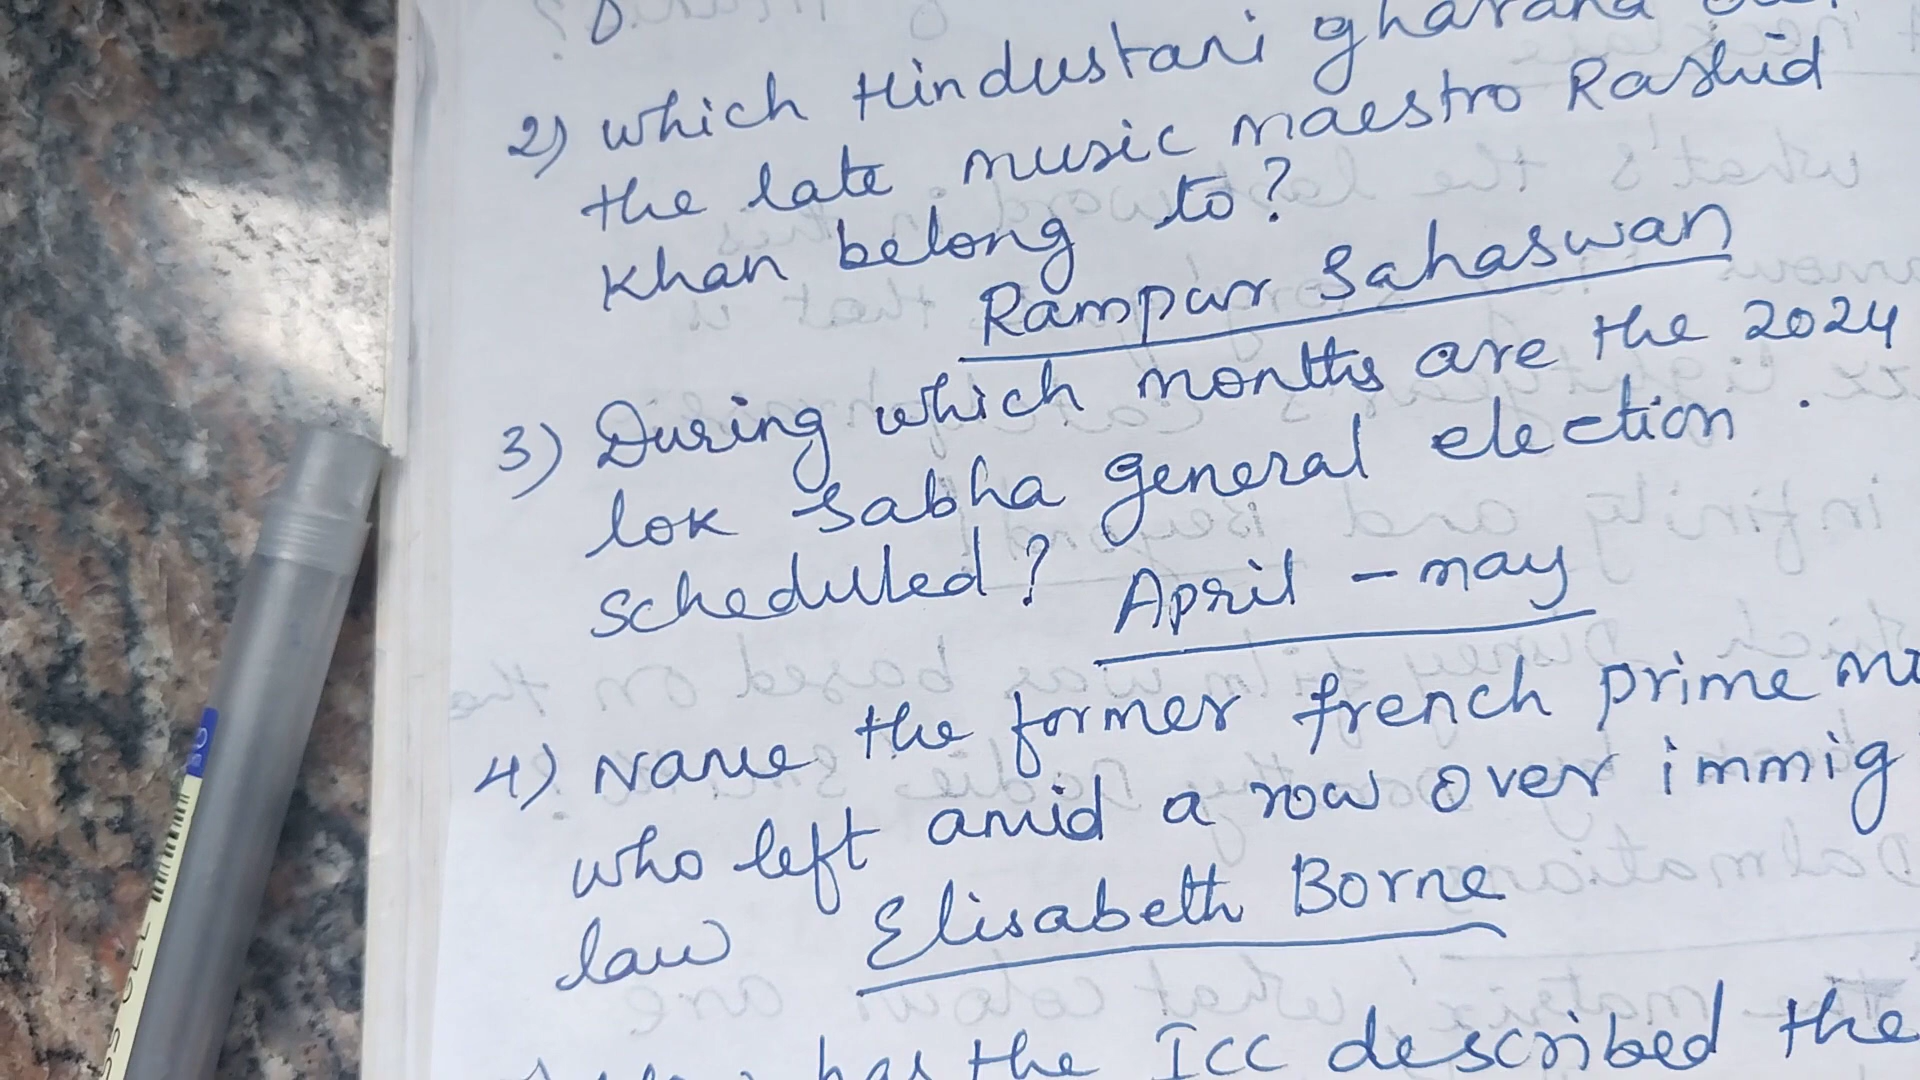 2) which Hindustani gharana did
the late music maestro Rashid
Khan belong to?
Rampur Sahaswan
3) During which months are the 2024
lok sabha general election
scheduled? April - may
4) Name the former french prime
who left amid a row over immig
law Elisabeth Borne
has the ICC described the